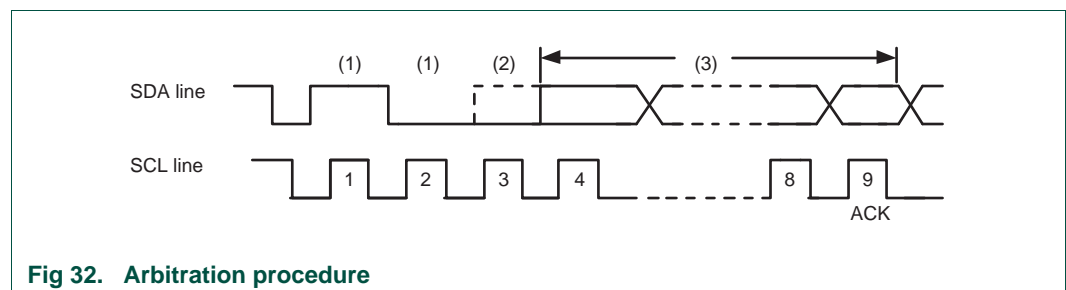 (1) (1) (2) (3)
SDA line
SCL line
1 2 3 4 8 9
ACK
Fig 32. Arbitration procedure